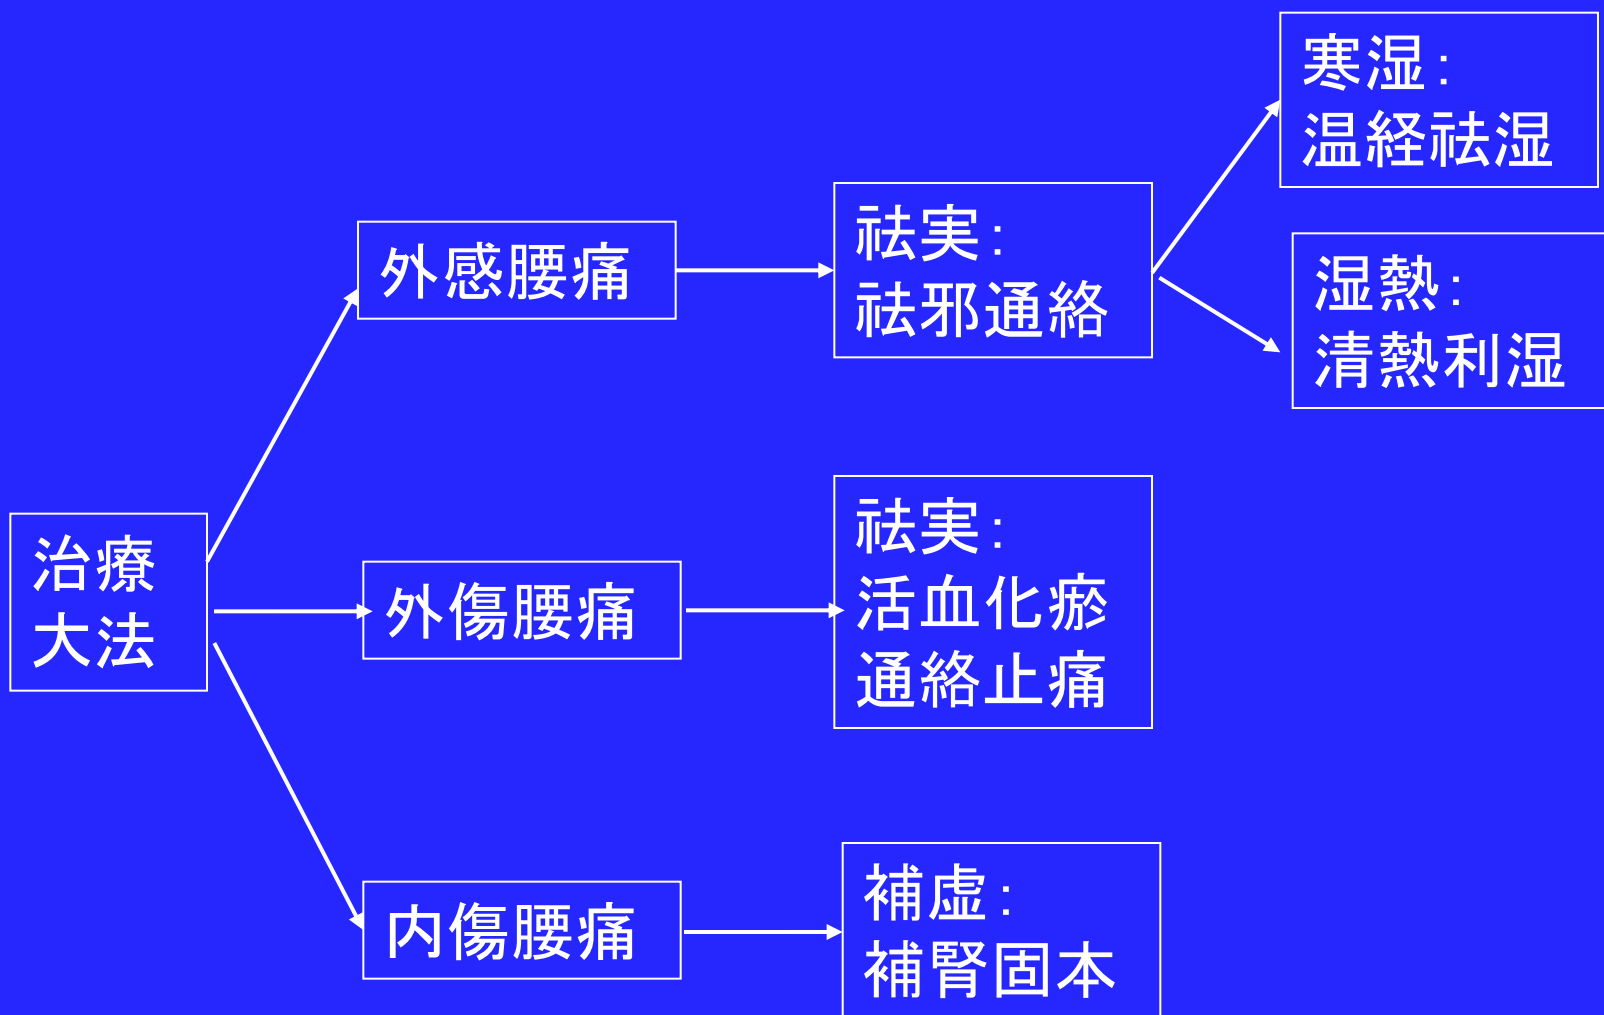 治療
大法
外感腰痛
祛実：
祛邪通絡
寒湿：
温経祛湿
湿熱：
清熱利湿
外傷腰痛
祛実：
活血化瘀
通絡止痛
内傷腰痛
補虚：
補腎固本